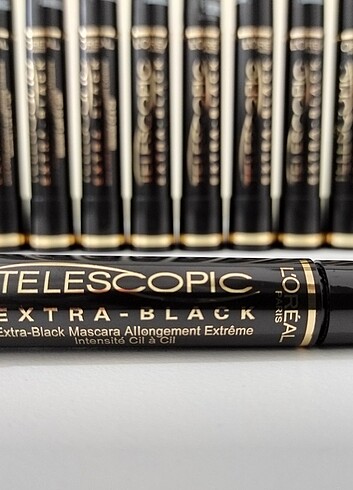 TELESCOPIC
EXTRA-BLACK
Extra-Black Mascara Allongement Extrême
Intensité Cil à Cil
L'ORÉAL
PARIS